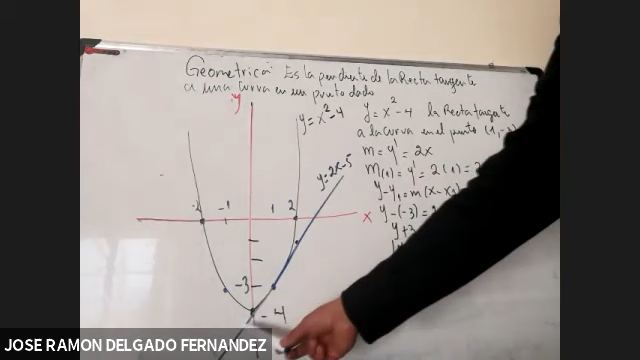 Geometrica: Es la pendiente de la Recta tangente
a una curva en un punto dado
y
y=x²-4
y=x²-4 la Recta tangente
a la curva en el punto (1,-
m=y'=2x
m(1)=y'=2(1)=2
y-y₁=m(x-x₁
y-(-3)=
y+3
y=2x-5
-2 -1 1 2 x
-3
-4
JOSE RAMON DELGADO FERNANDEZ